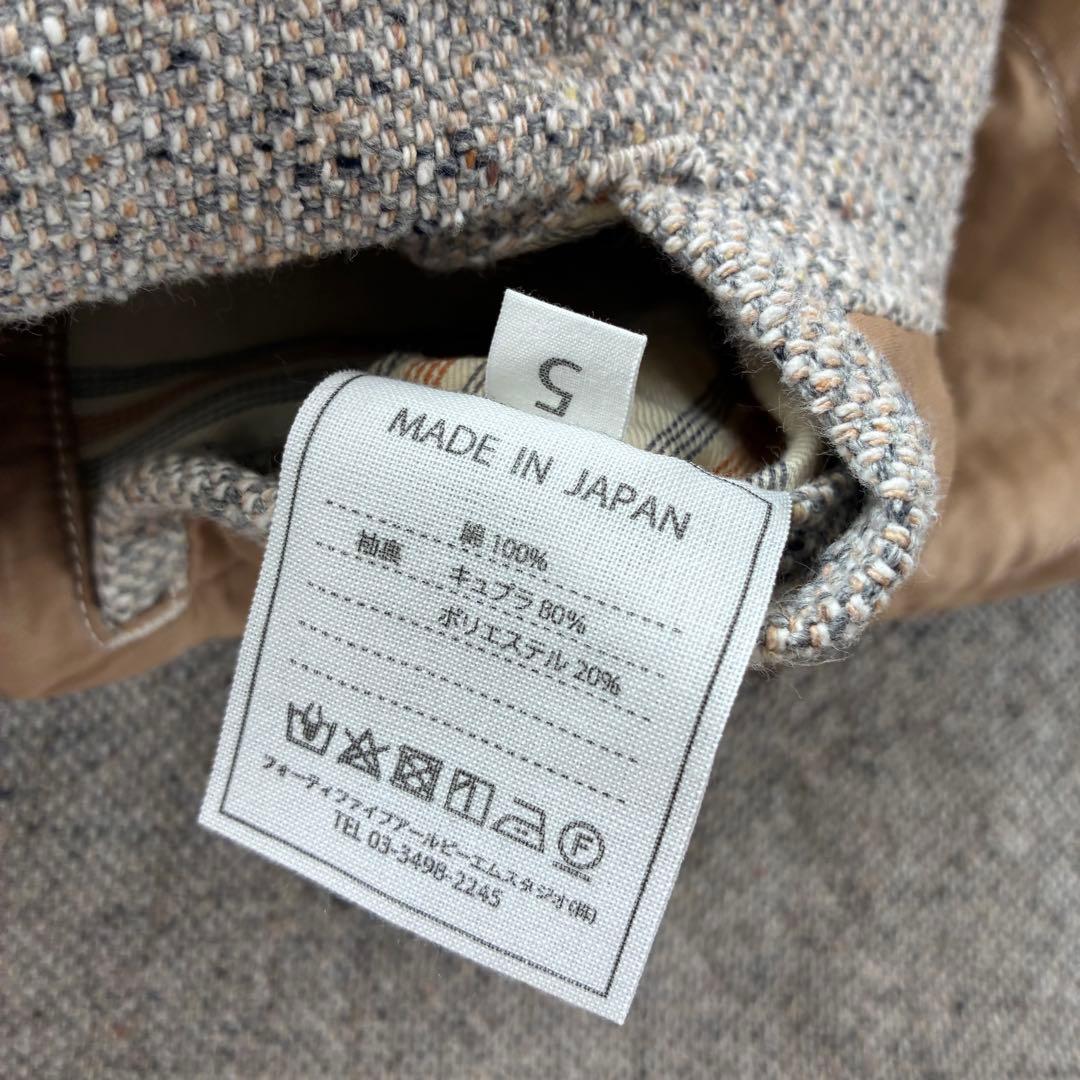 5
MADE IN JAPAN
綿 100%
袖裏 キュプラ 80%
ポリエステル 20%
フォーティファイブアールピーエムスタジオ(株)
TEL 03-3498-2245